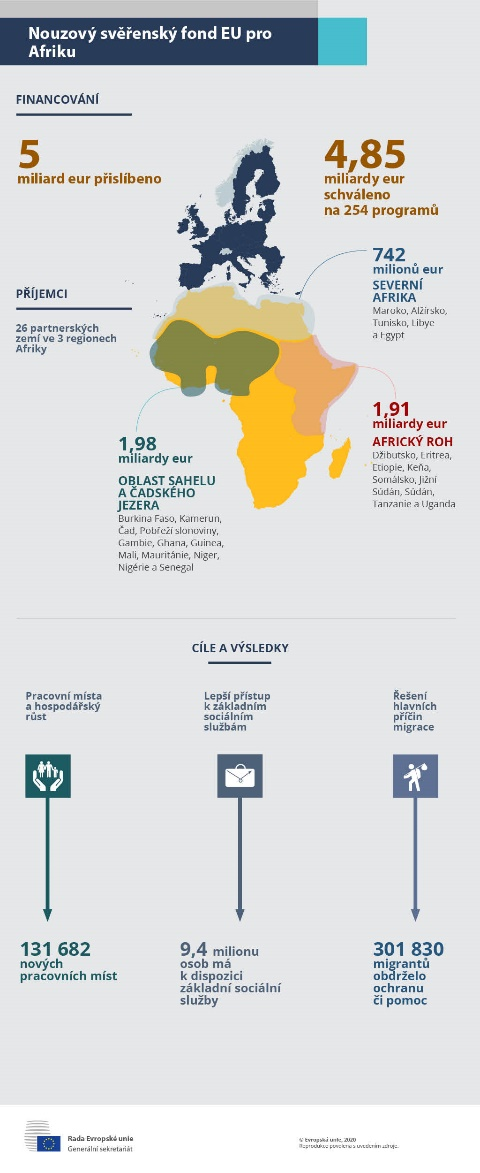 Nouzový svěřenský fond EU pro
Afriku
FINANCOVÁNÍ
5
miliard eur přislíbeno
4,85
miliardy eur
schváleno
na 254 programů
742
milionů eur
SEVERNÍ
AFRIKA
Maroko, Alžírsko,
Tunisko, Libye
a Egypt
PŘÍJEMCI
26 partnerských
zemí ve 3 regionech
Afriky
1,91
miliardy eur
AFRICKÝ ROH
Džibutsko, Eritrea,
Etiopie, Keňa,
Somálsko, Jižní
Súdán, Súdán,
Tanzanie a Uganda
1,98
miliardy eur
OBLAST SAHELU
A ČADSKÉHO
JEZERA
Burkina Faso, Kamerun,
Čad, Pobřeží slonoviny,
Gambie, Ghana, Guinea,
Mali, Mauritánie, Niger,
Nigérie a Senegal
CÍLE A VÝSLEDKY
Pracovní místa
a hospodářský
růst
Lepší přístup
k základním
sociálním
službám
Řešení
hlavních
příčin
migrace
131 682
nových
pracovních míst
9,4 milionu
osob má
k dispozici
základní sociální
služby
301 830
migrantů
obdrželo
ochranu
či pomoc
Rada Evropské unie
Generální sekretariát
© Evropská unie, 2020
Reprodukce povolena s uvedením zdroje.